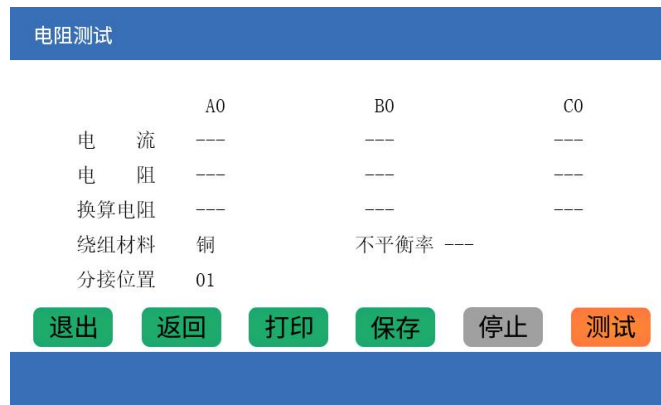 电阻测试
A0 B0 C0
电 流 --- --- ---
电 阻 --- --- ---
换算电阻 --- --- ---
绕组材料 铜 不平衡率 ---
分接位置 01
退出 返回 打印 保存 停止 测试